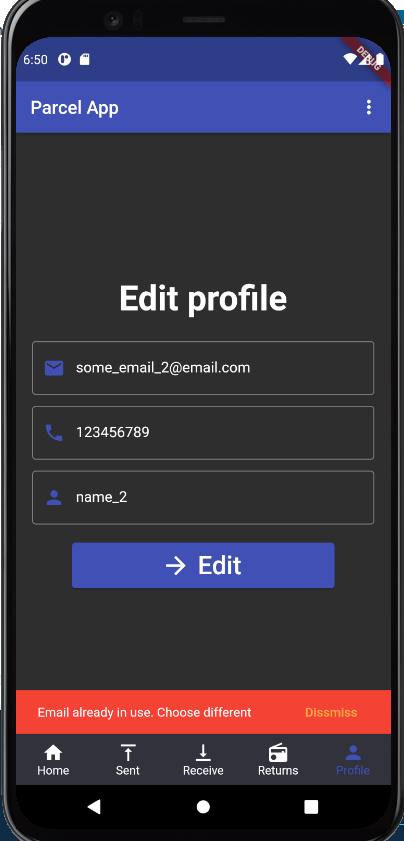 6:50
DEBUG
Parcel App
Edit profile
some_email_2@email.com
123456789
name_2
Edit
Email already in use. Choose different
Dissmiss
Home
Sent
Receive
Returns
Profile